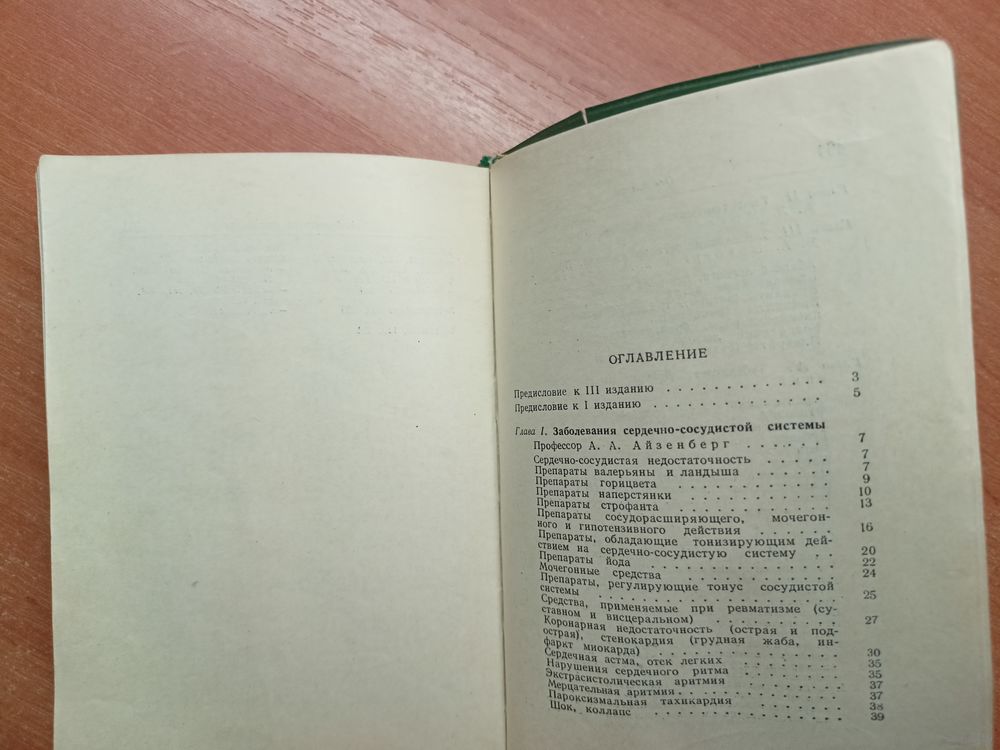 ОГЛАВЛЕНИЕ
Предисловие к III изданию . . . . . . . . . . . . 3
Предисловие к I изданию . . . . . . . . . . . . . 5
Глава I. Заболевания сердечно-сосудистой системы
Профессор А. А. Айзенберг . . . . . . 7
Сердечно-сосудистая недостаточность . . . . . 7
Препараты валерьяны и ландыша . . . . . . 7
Препараты горицвета . . . . . . . . . . 9
Препараты наперстянки . . . . . . . . . 10
Препараты строфанта . . . . . . . . . . 13
Препараты сосудорасширяющего, мочегон-
ного и гипотензивного действия . . . . . . 16
Препараты, обладающие тонизирующим дей-
ствием на сердечно-сосудистую систему . . 20
Препараты йода . . . . . . . . . . . . 22
Мочегонные средства . . . . . . . . . . 24
Препараты, регулирующие тонус сосудистой
системы . . . . . . . . . . . . . . . 25
Средства, применяемые при ревматизме (су-
ставном и висцеральном) . . . . . . . . . 27
Коронарная недостаточность (острая и под-
острая), стенокардия (грудная жаба, ин-
фаркт миокарда) . . . . . . . . . . . . 30
Сердечная астма, отек легких . . . . . . . 35
Нарушения сердечного ритма . . . . . . . 35
Экстрасистолическая аритмия . . . . . . . 37
Мерцательная аритмия . . . . . . . . . . 37
Пароксизмальная тахикардия . . . . . . 38
Шок, коллапс . . . . . . . . . . . . 39